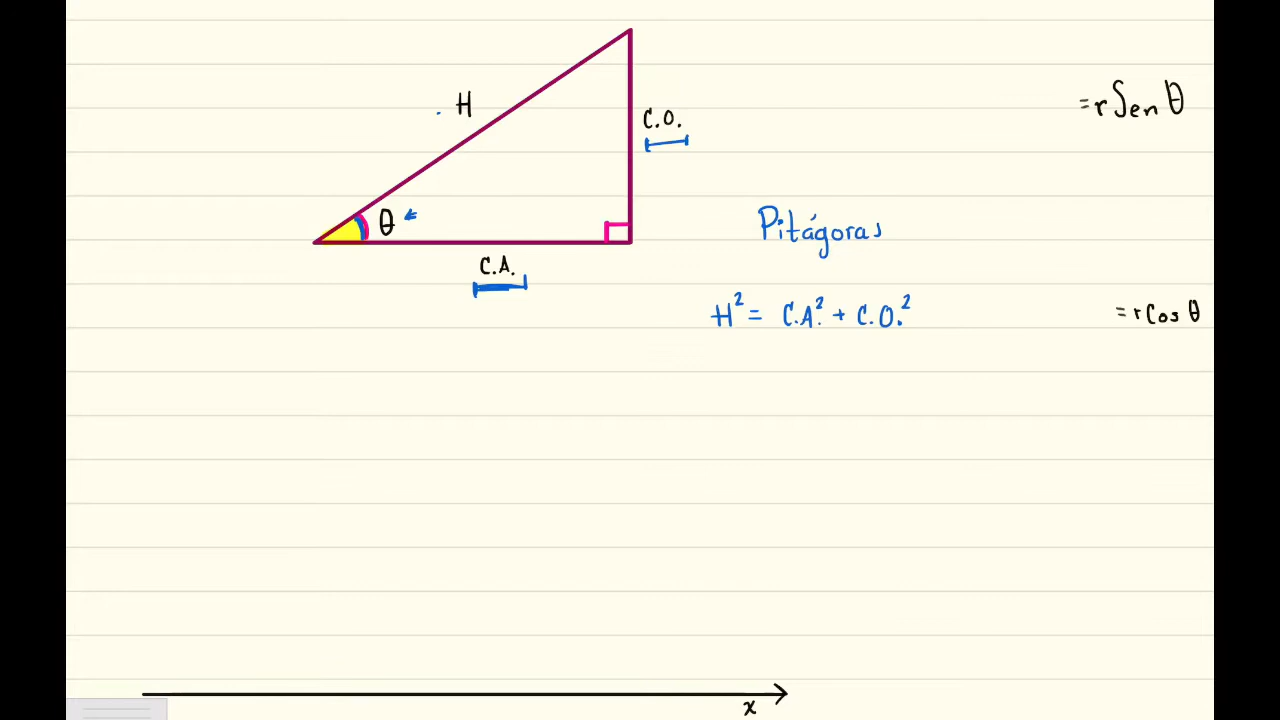 H
C.O.
= r Sen θ
θ
Pitágoras
C.A.
H² = C.A.² + C.O.²
= r Cos θ
x